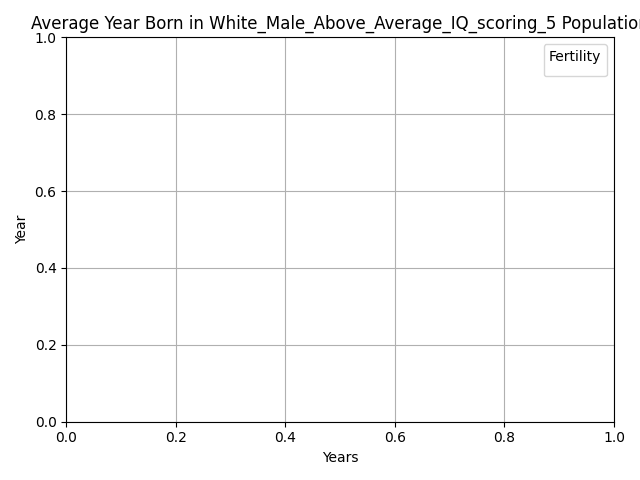 Average Year Born in White_Male_Above_Average_IQ_scoring_5 Population
1.0
Fertility
0.8
0.6
Year
0.4
0.2
0.0
0.0 0.2 0.4 0.6 0.8 1.0
Years